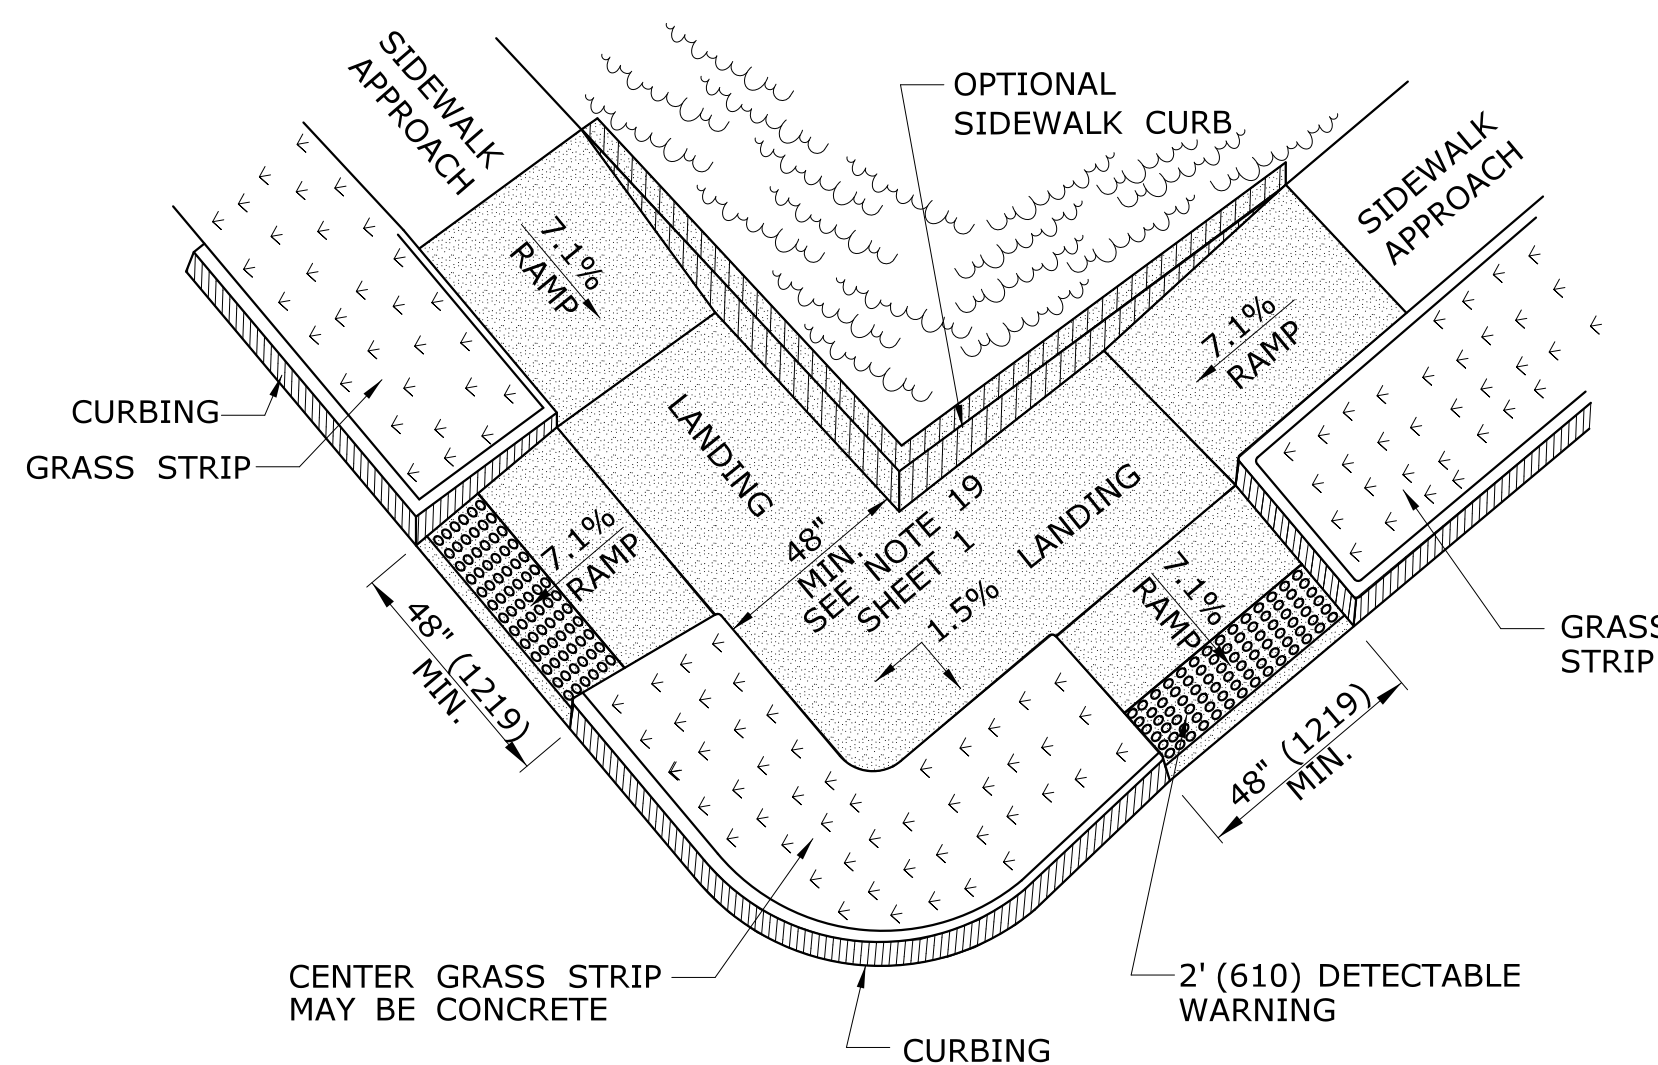 SIDEWALK
APPROACH
OPTIONAL
SIDEWALK CURB
SIDEWALK
APPROACH
7.1%
RAMP
7.1%
RAMP
CURBING
GRASS STRIP
LANDING
LANDING
48"
MIN.
SEE NOTE 19
SHEET 1
1.5%
7.1%
RAMP
7.1%
RAMP
48" (1219)
MIN.
48" (1219)
MIN.
GRASS
STRIP
CENTER GRASS STRIP
MAY BE CONCRETE
2' (610) DETECTABLE
WARNING
CURBING